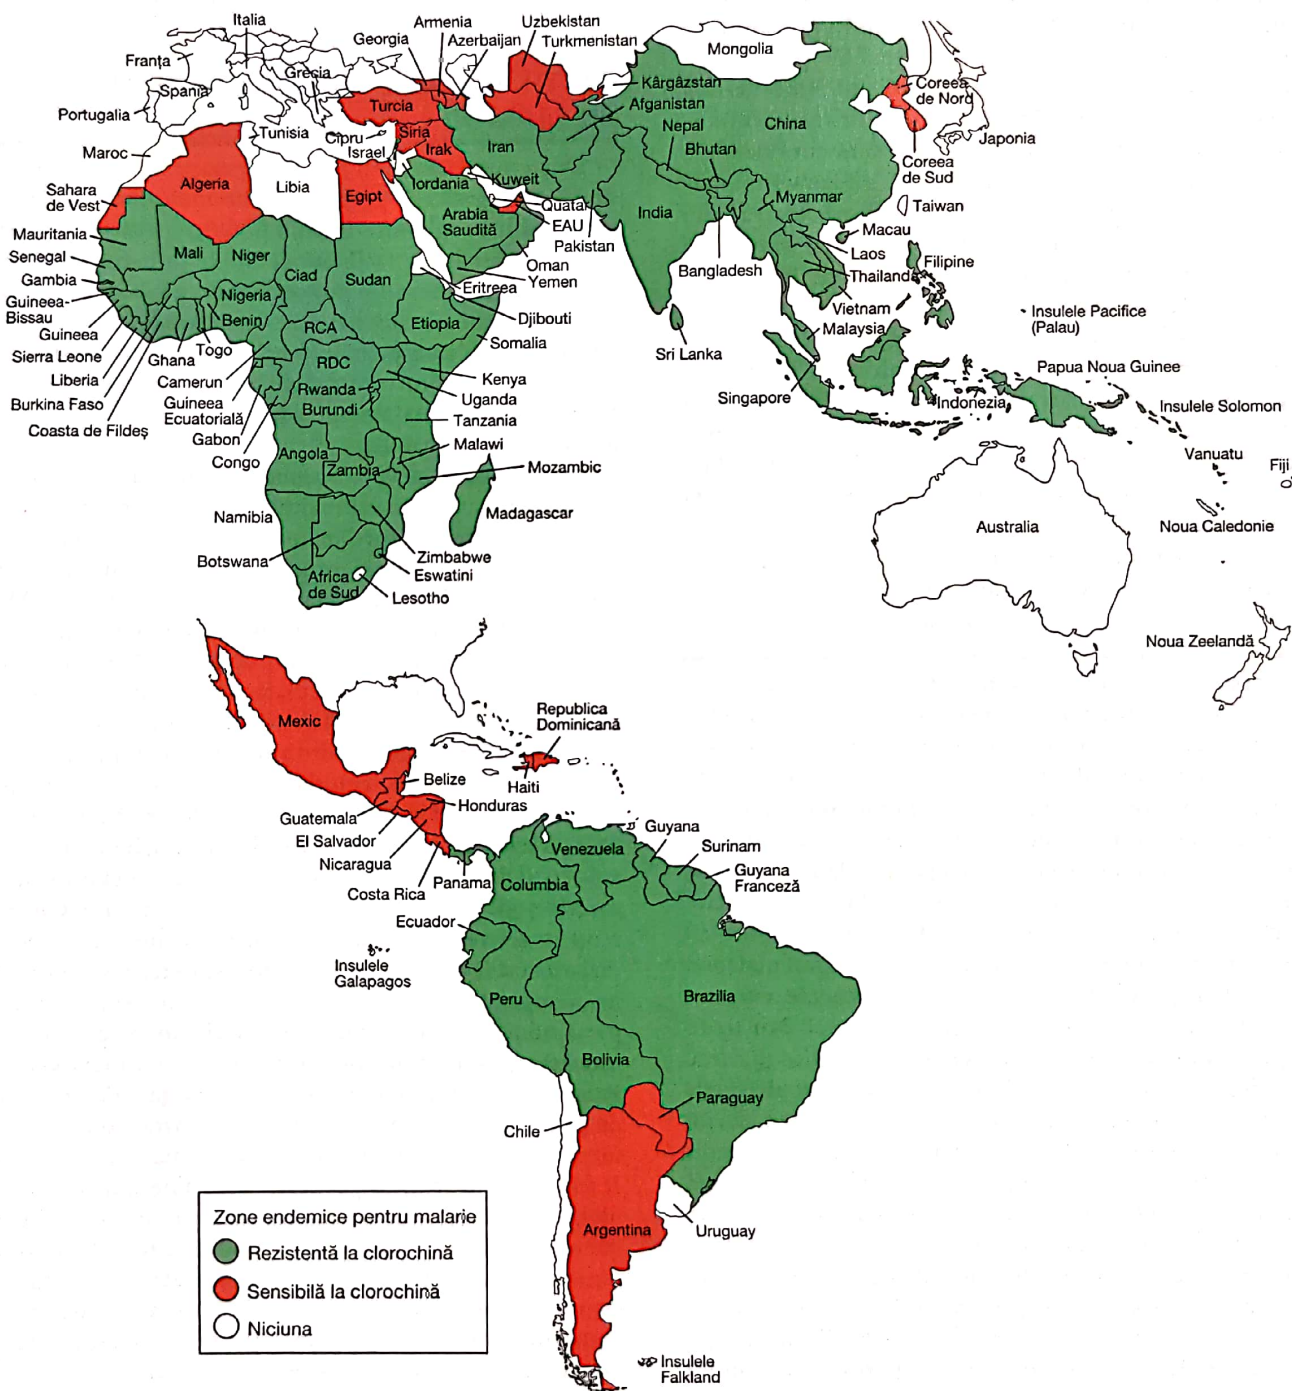 Italia
Armenia
Uzbekistan
Georgia
Azerbaijan
Turkmenistan
Mongolia
Franța
Grecia
Spania
Kârgâzstan
Coreea
de Nord
Portugalia
Turcia
Afganistan
Tunisia
Cipru
Siria
Nepal
China
Japonia
Maroc
Israel
Irak
Iran
Bhutan
Coreea
de Sud
Sahara
de Vest
Algeria
Libia
Egipt
Iordania
Kuweit
Quatar
Myanmar
Taiwan
Arabia
Saudită
EAU
India
Macau
Mauritania
Mali
Niger
Pakistan
Laos
Senegal
Ciad
Sudan
Oman
Yemen
Bangladesh
Thailanda
Filipine
Gambia
Eritreea
Guineea-
Bissau
Nigeria
Benin
Djibouti
Vietnam
Insulele Pacifice
(Palau)
Guineea
RCA
Etiopia
Somalia
Malaysia
Sierra Leone
Ghana
Togo
Sri Lanka
Liberia
Camerun
RDC
Kenya
Papua Noua Guinee
Burkina Faso
Guineea
Ecuatorială
Rwanda
Burundi
Uganda
Singapore
Indonezia
Insulele Solomon
Coasta de Fildeș
Gabon
Tanzania
Congo
Angola
Zambia
Malawi
Vanuatu
Fiji
Mozambic
Namibia
Madagascar
Australia
Noua Caledonie
Botswana
Zimbabwe
Eswatini
Africa
de Sud
Lesotho
Noua Zeelandă
Mexic
Republica
Dominicană
Belize
Haiti
Guatemala
Honduras
El Salvador
Nicaragua
Costa Rica
Panama
Venezuela
Guyana
Surinam
Guyana
Franceză
Columbia
Ecuador
Insulele
Galapagos
Peru
Brazilia
Bolivia
Paraguay
Chile
Argentina
Uruguay
Zone endemice pentru malarie
Rezistentă la clorochină
Sensibilă la clorochină
Niciuna
Insulele
Falkland